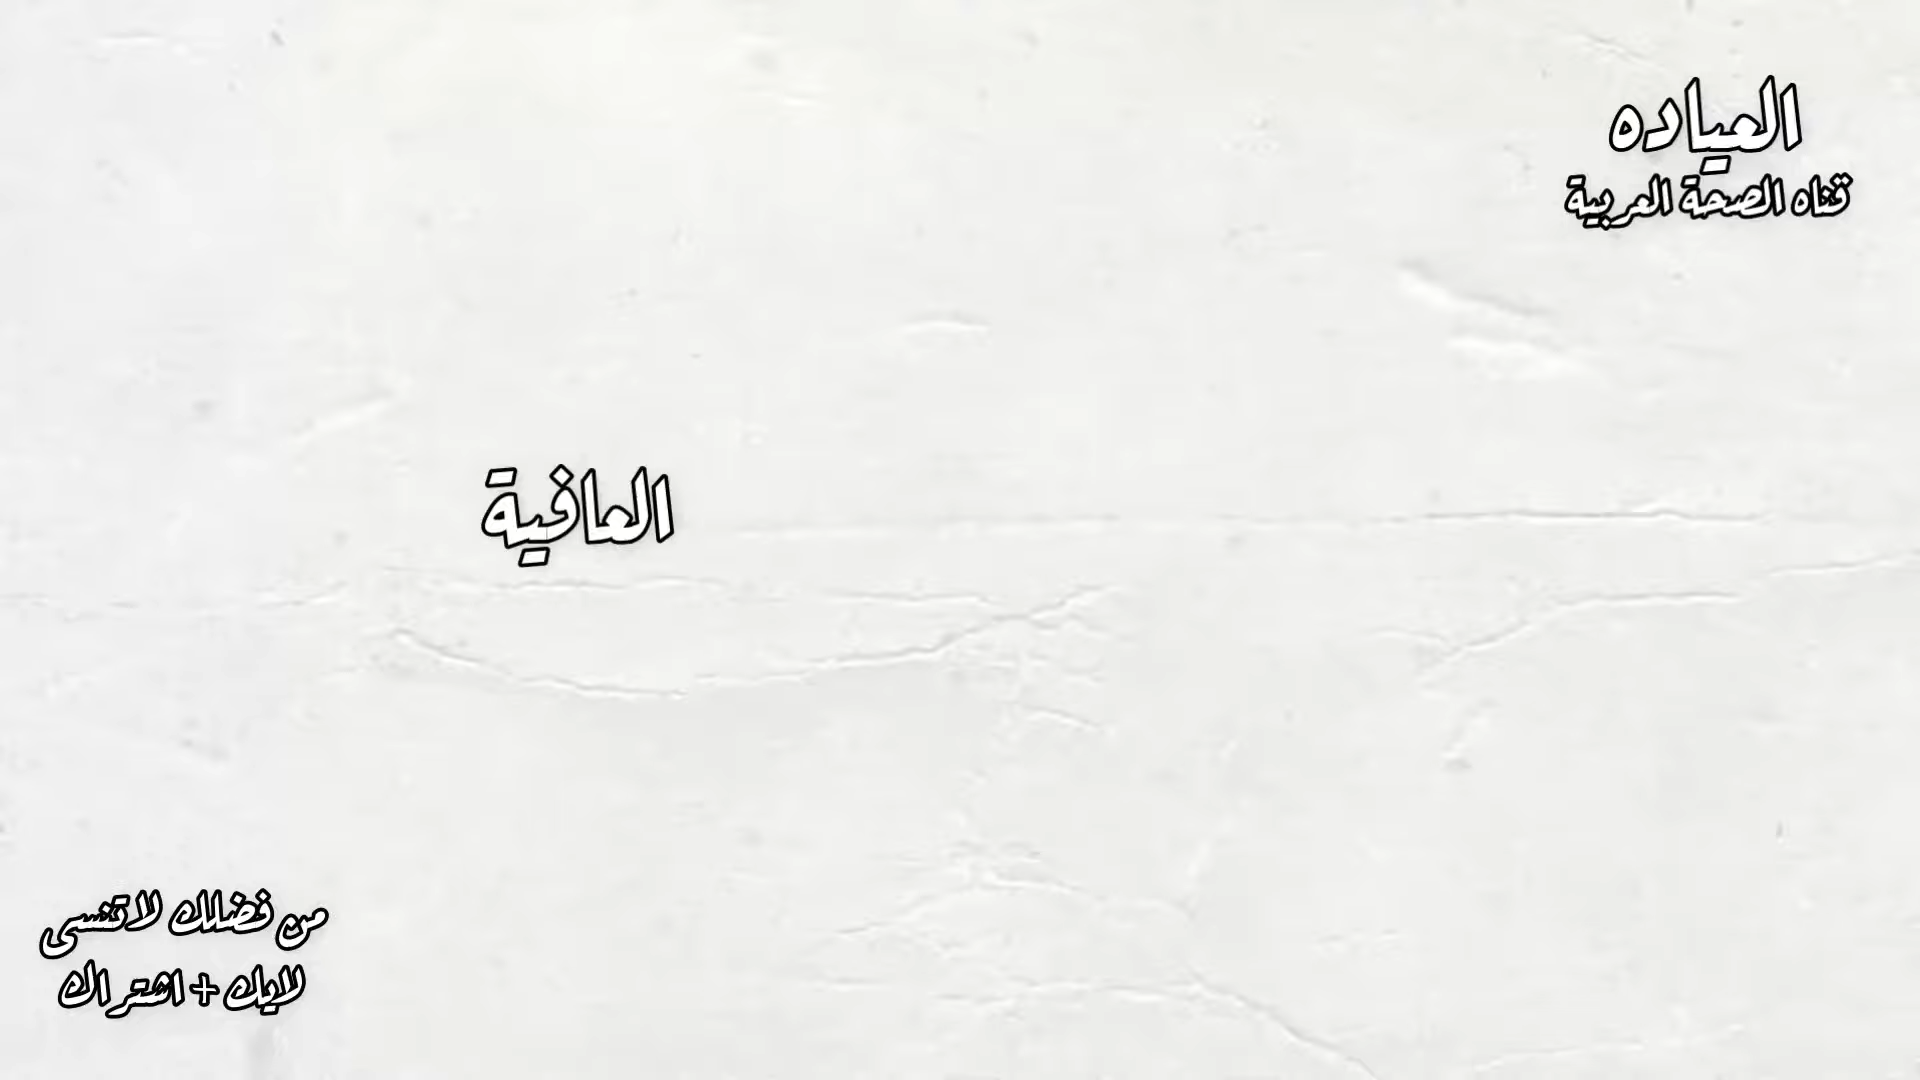 العياده
قناه الصحة العربية
العافية
من فضلك لاتنسى
لايك + اشتراك